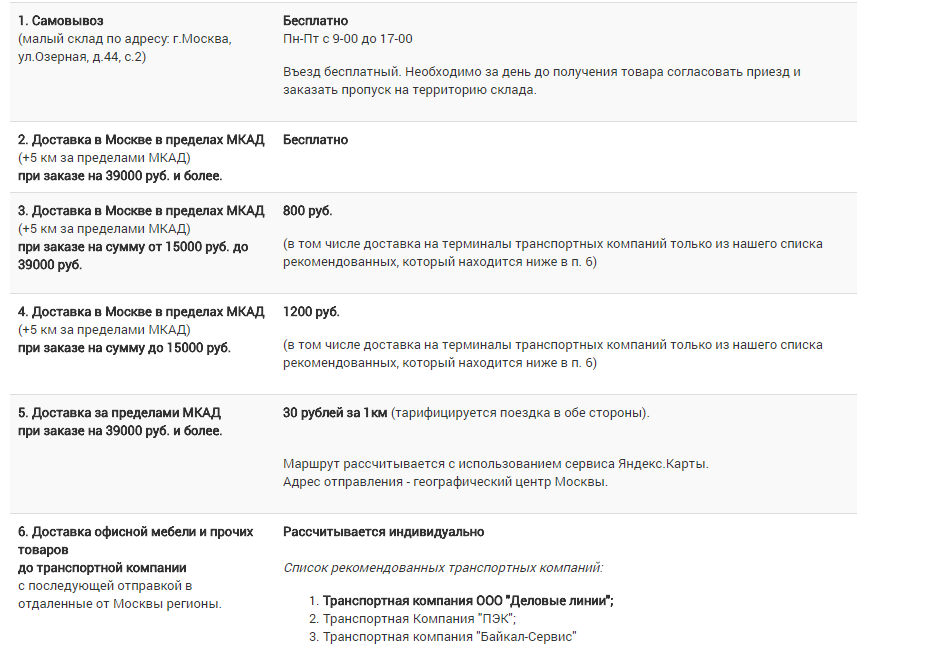 1. Самовывоз
(малый склад по адресу: г.Москва,
ул.Озерная, д.44, с.2)
Бесплатно
Пн-Пт с 9-00 до 17-00
Въезд бесплатный. Необходимо за день до получения товара согласовать приезд и
заказать пропуск на территорию склада.
2. Доставка в Москве в пределах МКАД
(+5 км за пределами МКАД)
при заказе на 39000 руб. и более.
Бесплатно
3. Доставка в Москве в пределах МКАД
(+5 км за пределами МКАД)
при заказе на сумму от 15000 руб. до
39000 руб.
800 руб.
(в том числе доставка на терминалы транспортных компаний только из нашего списка
рекомендованных, который находится ниже в п. 6)
4. Доставка в Москве в пределах МКАД
(+5 км за пределами МКАД)
при заказе на сумму до 15000 руб.
1200 руб.
(в том числе доставка на терминалы транспортных компаний только из нашего списка
рекомендованных, который находится ниже в п. 6)
5. Доставка за пределами МКАД
при заказе на 39000 руб. и более.
30 рублей за 1км (тарифицируется поездка в обе стороны).
Маршрут рассчитывается с использованием сервиса Яндекс.Карты.
Адрес отправления - географический центр Москвы.
6. Доставка офисной мебели и прочих
товаров
до транспортной компании
с последующей отправкой в
отдаленные от Москвы регионы.
Рассчитывается индивидуально
Список рекомендованных транспортных компаний:
1. Транспортная компания ООО "Деловые линии";
2. Транспортная Компания "ПЭК";
3. Транспортная компания "Байкал-Сервис"